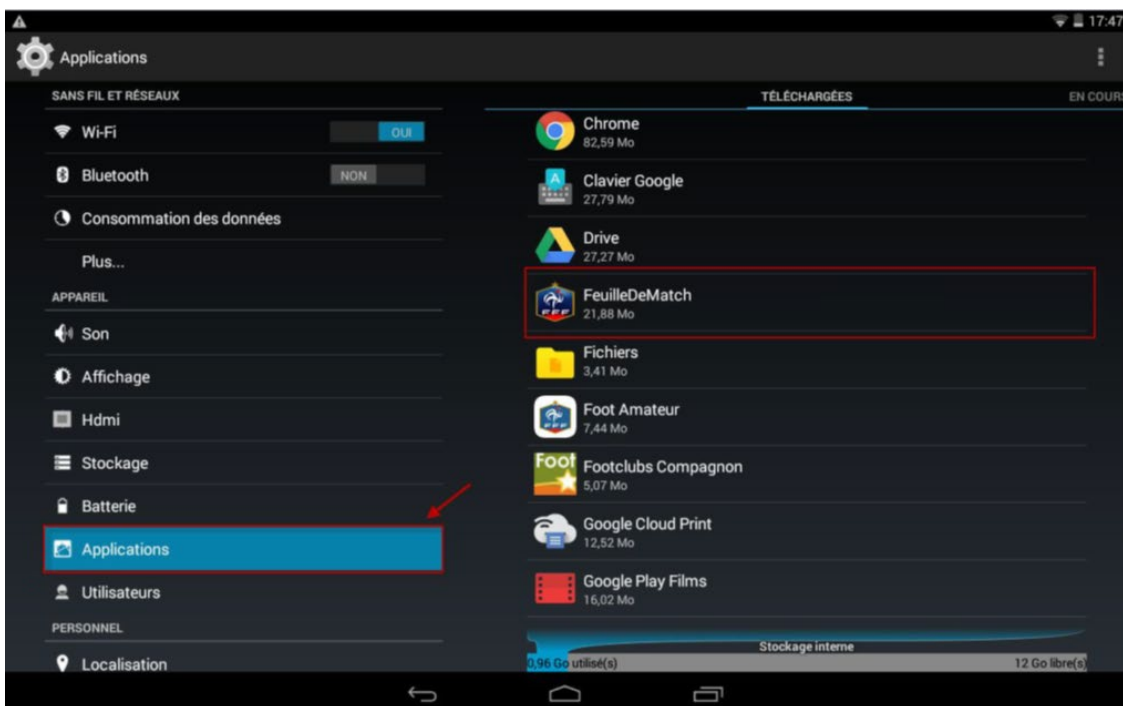 17:47
Applications
SANS FIL ET RÉSEAUX
Wi-Fi
OUI
Bluetooth
NON
Consommation des données
Plus...
APPAREIL
Son
Affichage
Hdmi
Stockage
Batterie
Applications
Utilisateurs
PERSONNEL
Localisation
TÉLÉCHARGÉES
EN COURS
Chrome
82,59 Mo
A
Clavier Google
27,79 Mo
Drive
27,27 Mo
FeuilleDeMatch
21,88 Mo
FFF
Fichiers
3,41 Mo
Foot Amateur
7,44 Mo
Foot
Footclubs Compagnon
5,07 Mo
Google Cloud Print
12,52 Mo
Google Play Films
16,02 Mo
Stockage interne
0,96 Go utilisé(s)
12 Go libre(s)